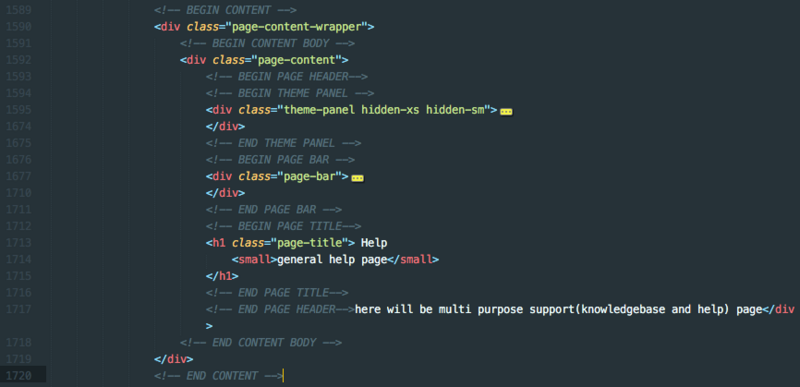 1589 <!-- BEGIN CONTENT -->
1590 <div class="page-content-wrapper">
1591 <!-- BEGIN CONTENT BODY -->
1592 <div class="page-content">
1593 <!-- BEGIN PAGE HEADER-->
1594 <!-- BEGIN THEME PANEL -->
1595 <div class="theme-panel hidden-xs hidden-sm">
1674 </div>
1675 <!-- END THEME PANEL -->
1676 <!-- BEGIN PAGE BAR -->
1677 <div class="page-bar">
1710 </div>
1711 <!-- END PAGE BAR -->
1712 <!-- BEGIN PAGE TITLE-->
1713 <h1 class="page-title"> Help
1714 <small>general help page</small>
1715 </h1>
1716 <!-- END PAGE TITLE-->
1717 <!-- END PAGE HEADER-->here will be multi purpose support(knowledgebase and help) page</div
>
1718 <!-- END CONTENT BODY -->
1719 </div>
1720 <!-- END CONTENT -->